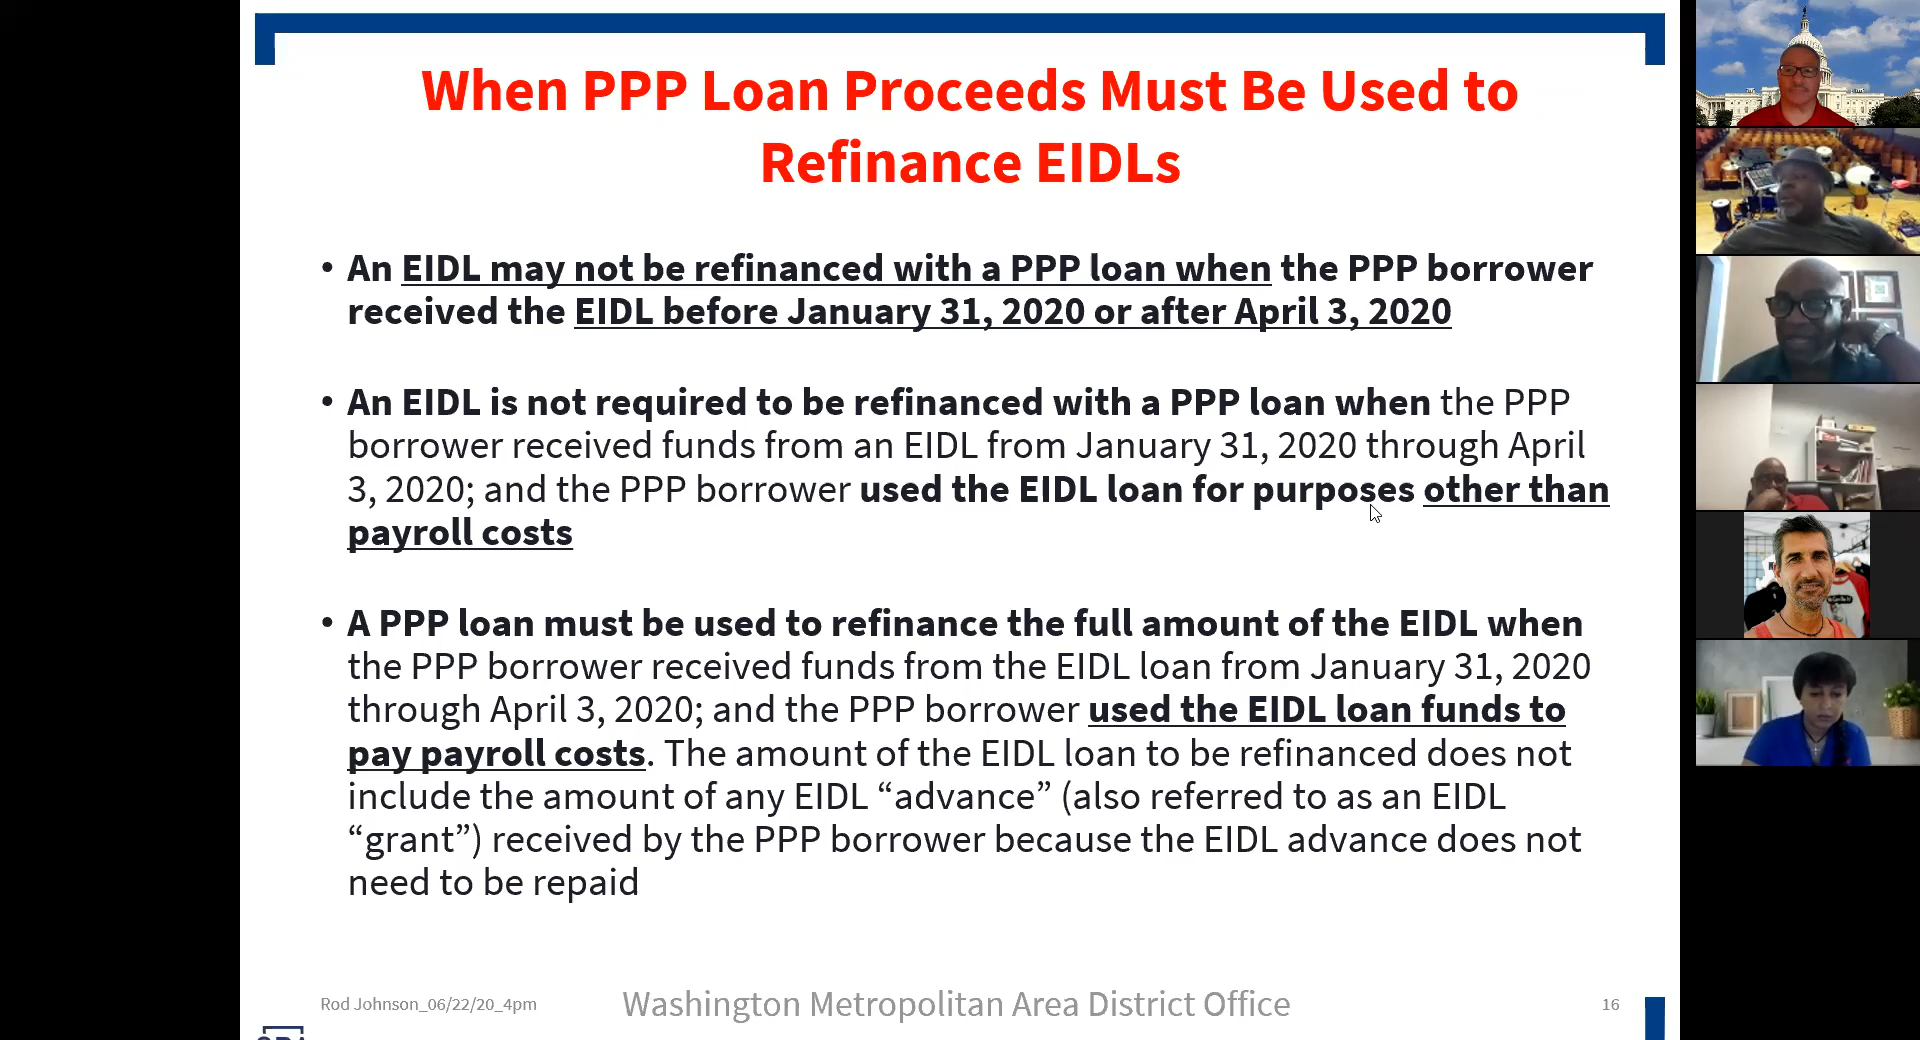 When PPP Loan Proceeds Must Be Used to
Refinance EIDLs
• An EIDL may not be refinanced with a PPP loan when the PPP borrower
received the EIDL before January 31, 2020 or after April 3, 2020
• An EIDL is not required to be refinanced with a PPP loan when the PPP
borrower received funds from an EIDL from January 31, 2020 through April
3, 2020; and the PPP borrower used the EIDL loan for purposes other than
payroll costs
• A PPP loan must be used to refinance the full amount of the EIDL when
the PPP borrower received funds from the EIDL loan from January 31, 2020
through April 3, 2020; and the PPP borrower used the EIDL loan funds to
pay payroll costs. The amount of the EIDL loan to be refinanced does not
include the amount of any EIDL “advance” (also referred to as an EIDL
“grant”) received by the PPP borrower because the EIDL advance does not
need to be repaid
Rod Johnson_06/22/20_4pm
Washington Metropolitan Area District Office
16